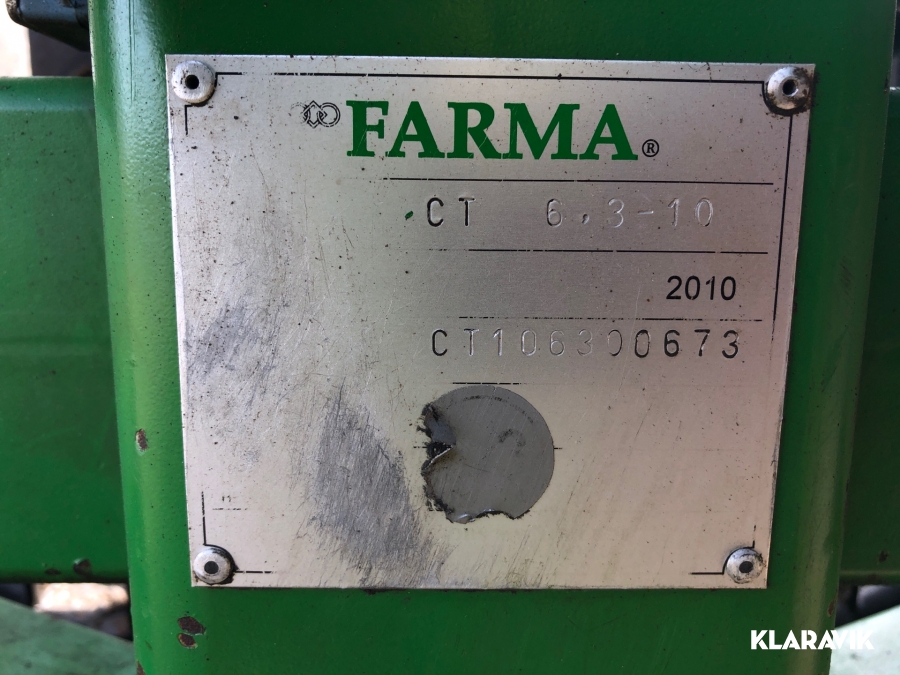 FARMA®
CT 6,3-10
2010
CT106300673
KLARAVIK